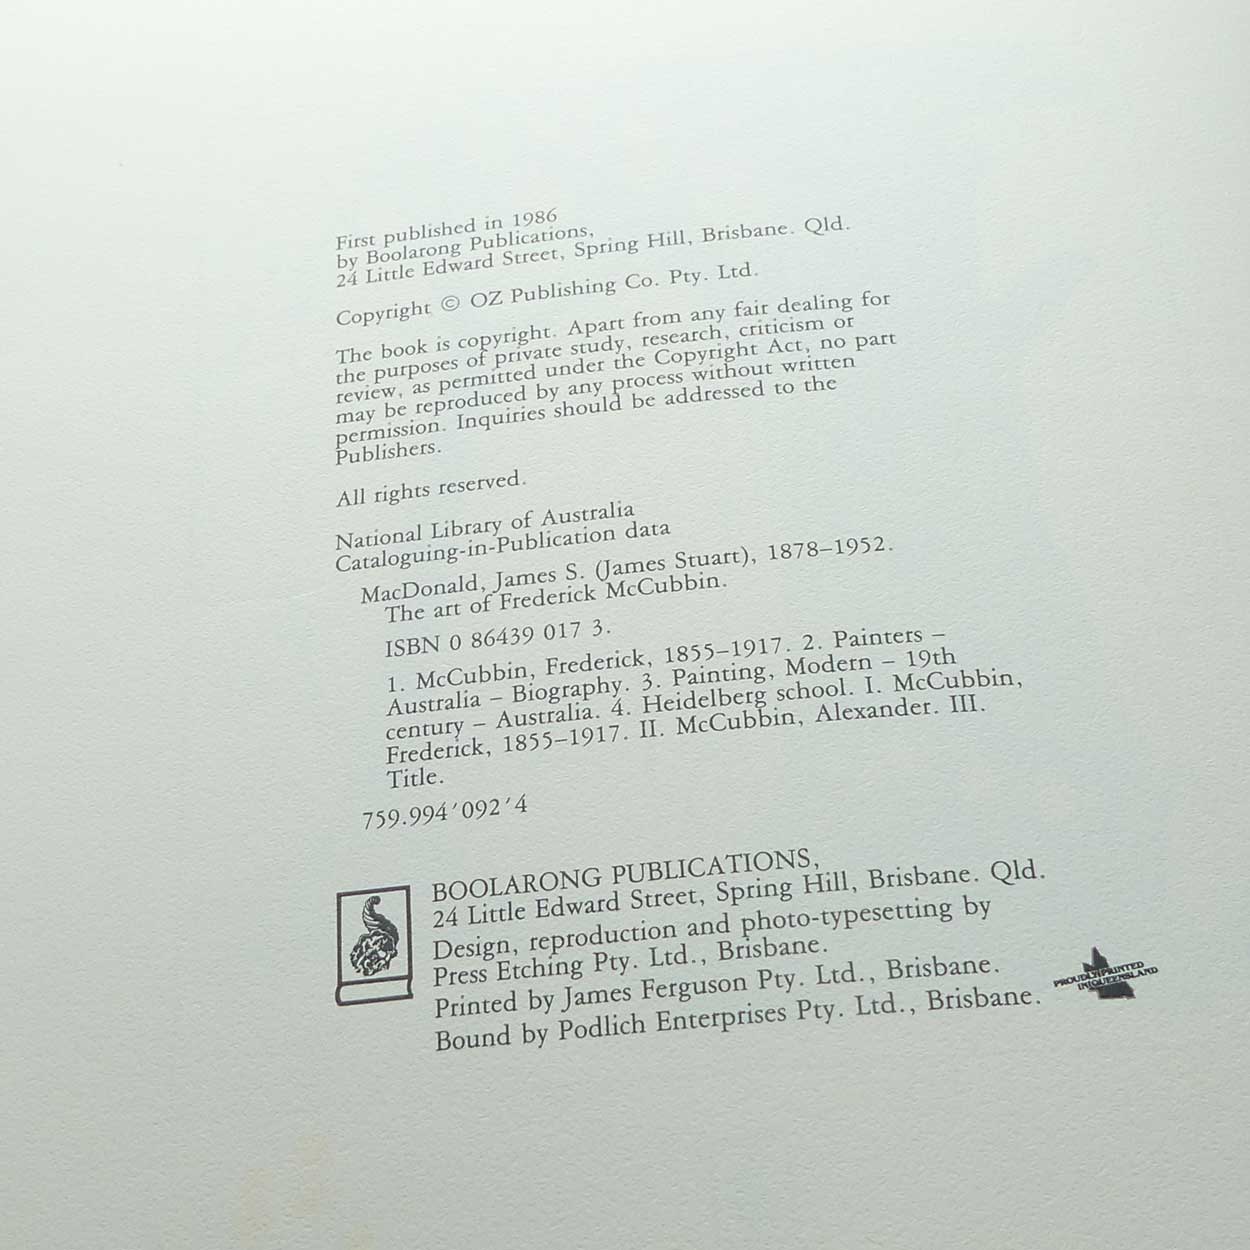 First published in 1986
by Boolarong Publications,
24 Little Edward Street, Spring Hill, Brisbane. Qld.
Copyright © OZ Publishing Co. Pty. Ltd.
The book is copyright. Apart from any fair dealing for
the purposes of private study, research, criticism or
review, as permitted under the Copyright Act, no part
may be reproduced by any process without written
permission. Inquiries should be addressed to the
Publishers.
All rights reserved.
National Library of Australia
Cataloguing-in-Publication data
MacDonald, James S. (James Stuart), 1878–1952.
The art of Frederick McCubbin.
ISBN 0 86439 017 3.
1. McCubbin, Frederick, 1855–1917. 2. Painters –
Australia – Biography. 3. Painting, Modern – 19th
century – Australia. 4. Heidelberg school. I. McCubbin,
Frederick, 1855–1917. II. McCubbin, Alexander. III.
Title.
759.994′092′4
BOOLARONG PUBLICATIONS,
24 Little Edward Street, Spring Hill, Brisbane. Qld.
Design, reproduction and photo-typesetting by
Press Etching Pty. Ltd., Brisbane.
Printed by James Ferguson Pty. Ltd., Brisbane.
Bound by Podlich Enterprises Pty. Ltd., Brisbane.
PROUDLY PRINTED
IN QUEENSLAND